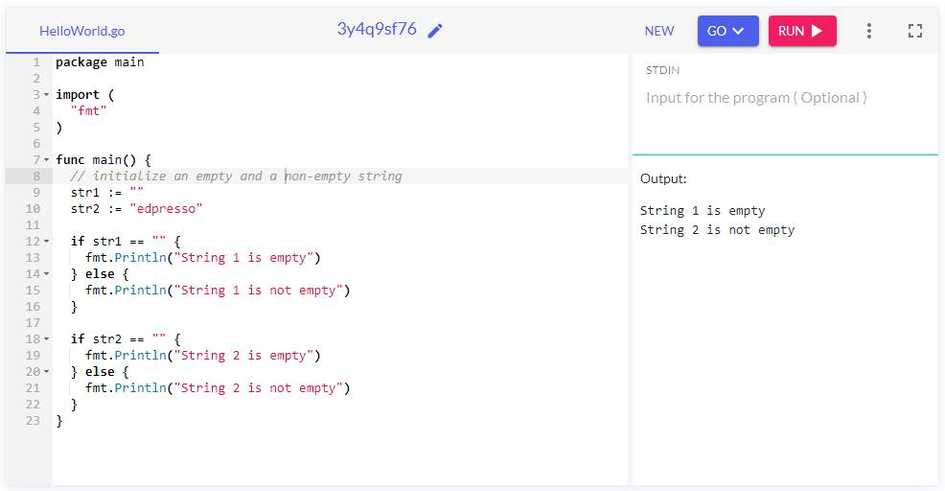 HelloWorld.go
3y4q9sf76
NEW GO RUN
1 package main
2
3 import (
4   "fmt"
5 )
6
7 func main() {
8   // initialize an empty and a non-empty string
9   str1 := ""
10   str2 := "edpresso"
11
12   if str1 == "" {
13     fmt.Println("String 1 is empty")
14   } else {
15     fmt.Println("String 1 is not empty")
16   }
17
18   if str2 == "" {
19     fmt.Println("String 2 is empty")
20   } else {
21     fmt.Println("String 2 is not empty")
22   }
23 }
STDIN
Input for the program ( Optional )
Output:
String 1 is empty
String 2 is not empty